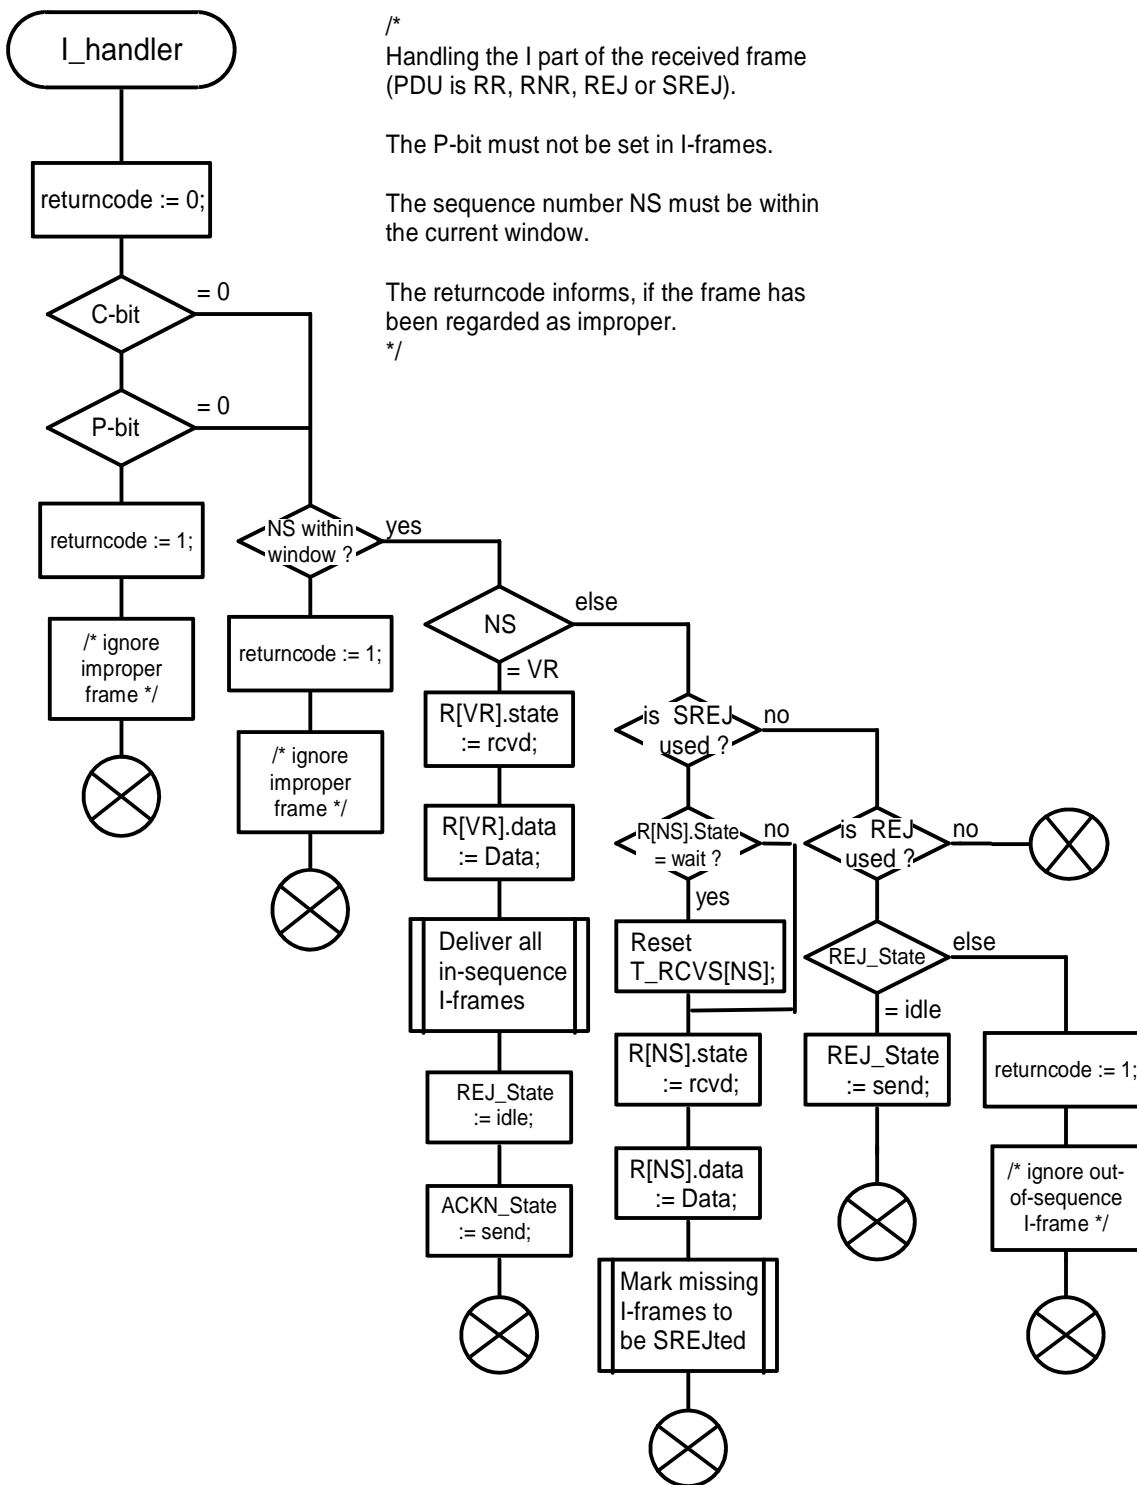 I_handler
/*
Handling the I part of the received frame
(PDU is RR, RNR, REJ or SREJ).
The P-bit must not be set in I-frames.
The sequence number NS must be within
the current window.
The returncode informs, if the frame has
been regarded as improper.
*/
returncode := 0;
C-bit
= 0
P-bit
= 0
returncode := 1;
/* ignore
improper
frame */
NS within
window ?
yes
returncode := 1;
/* ignore
improper
frame */
NS
else
= VR
R[VR].state
:= rcvd;
R[VR].data
:= Data;
Deliver all
in-sequence
I-frames
REJ_State
:= idle;
ACKN_State
:= send;
is SREJ
used ?
no
R[NS].State
= wait ?
no
yes
Reset
T_RCVS[NS];
R[NS].state
:= rcvd;
R[NS].data
:= Data;
Mark missing
I-frames to
be SREJted
is REJ
used ?
no
REJ_State
else
= idle
REJ_State
:= send;
returncode := 1;
/* ignore out-
of-sequence
I-frame */